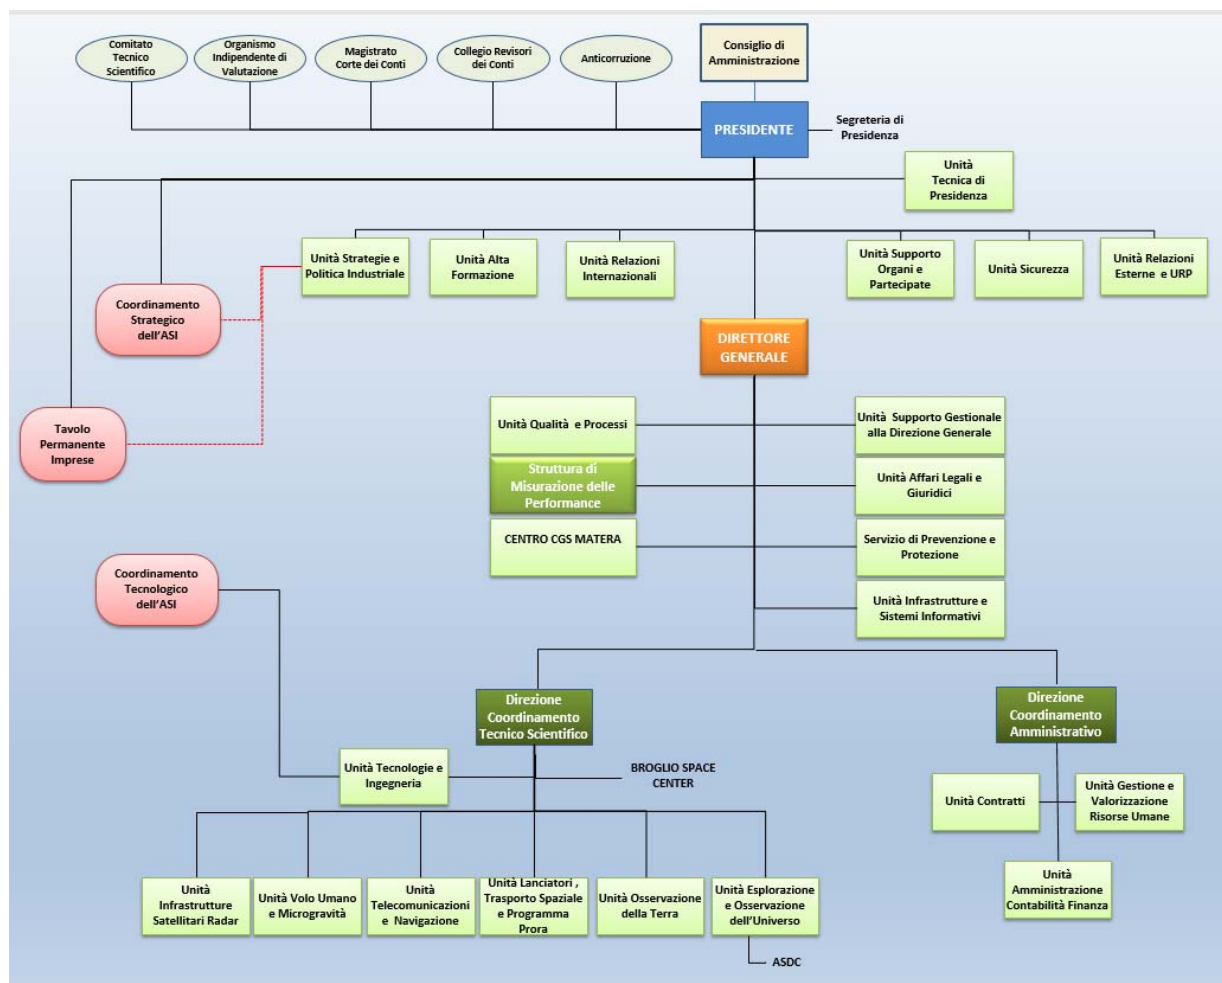 Comitato
Tecnico
Scientifico
Organismo
Indipendente di
Valutazione
Magistrato
Corte dei Conti
Collegio Revisori
dei Conti
Anticorruzione
Consiglio di
Amministrazione
PRESIDENTE
Segreteria di
Presidenza
Unità
Tecnica di
Presidenza
Unità Strategie e
Politica Industriale
Unità Alta
Formazione
Unità Relazioni
Internazionali
Unità Supporto
Organi e
Partecipate
Unità Sicurezza
Unità Relazioni
Esterne e URP
Coordinamento
Strategico
dell'ASI
DIRETTORE
GENERALE
Tavolo
Permanente
Imprese
Unità Qualità e Processi
Unità Supporto Gestionale
alla Direzione Generale
Struttura di
Misurazione delle
Performance
Unità Affari Legali e
Giuridici
CENTRO CGS MATERA
Servizio di Prevenzione e
Protezione
Unità Infrastrutture e
Sistemi Informativi
Coordinamento
Tecnologico
dell'ASI
Direzione
Coordinamento
Tecnico Scientifico
Direzione
Coordinamento
Amministrativo
Unità Tecnologie e
Ingegneria
BROGLIO SPACE
CENTER
Unità Contratti
Unità Gestione e
Valorizzazione
Risorse Umane
Unità
Infrastrutture
Satellitari Radar
Unità Volo Umano
e Microgravità
Unità
Telecomunicazioni
e Navigazione
Unità Lanciatori ,
Trasporto Spaziale
e Programma
Prora
Unità Osservazione
della Terra
Unità Esplorazione
e Osservazione
dell'Universo
Unità
Amministrazione
Contabilità Finanza
ASDC